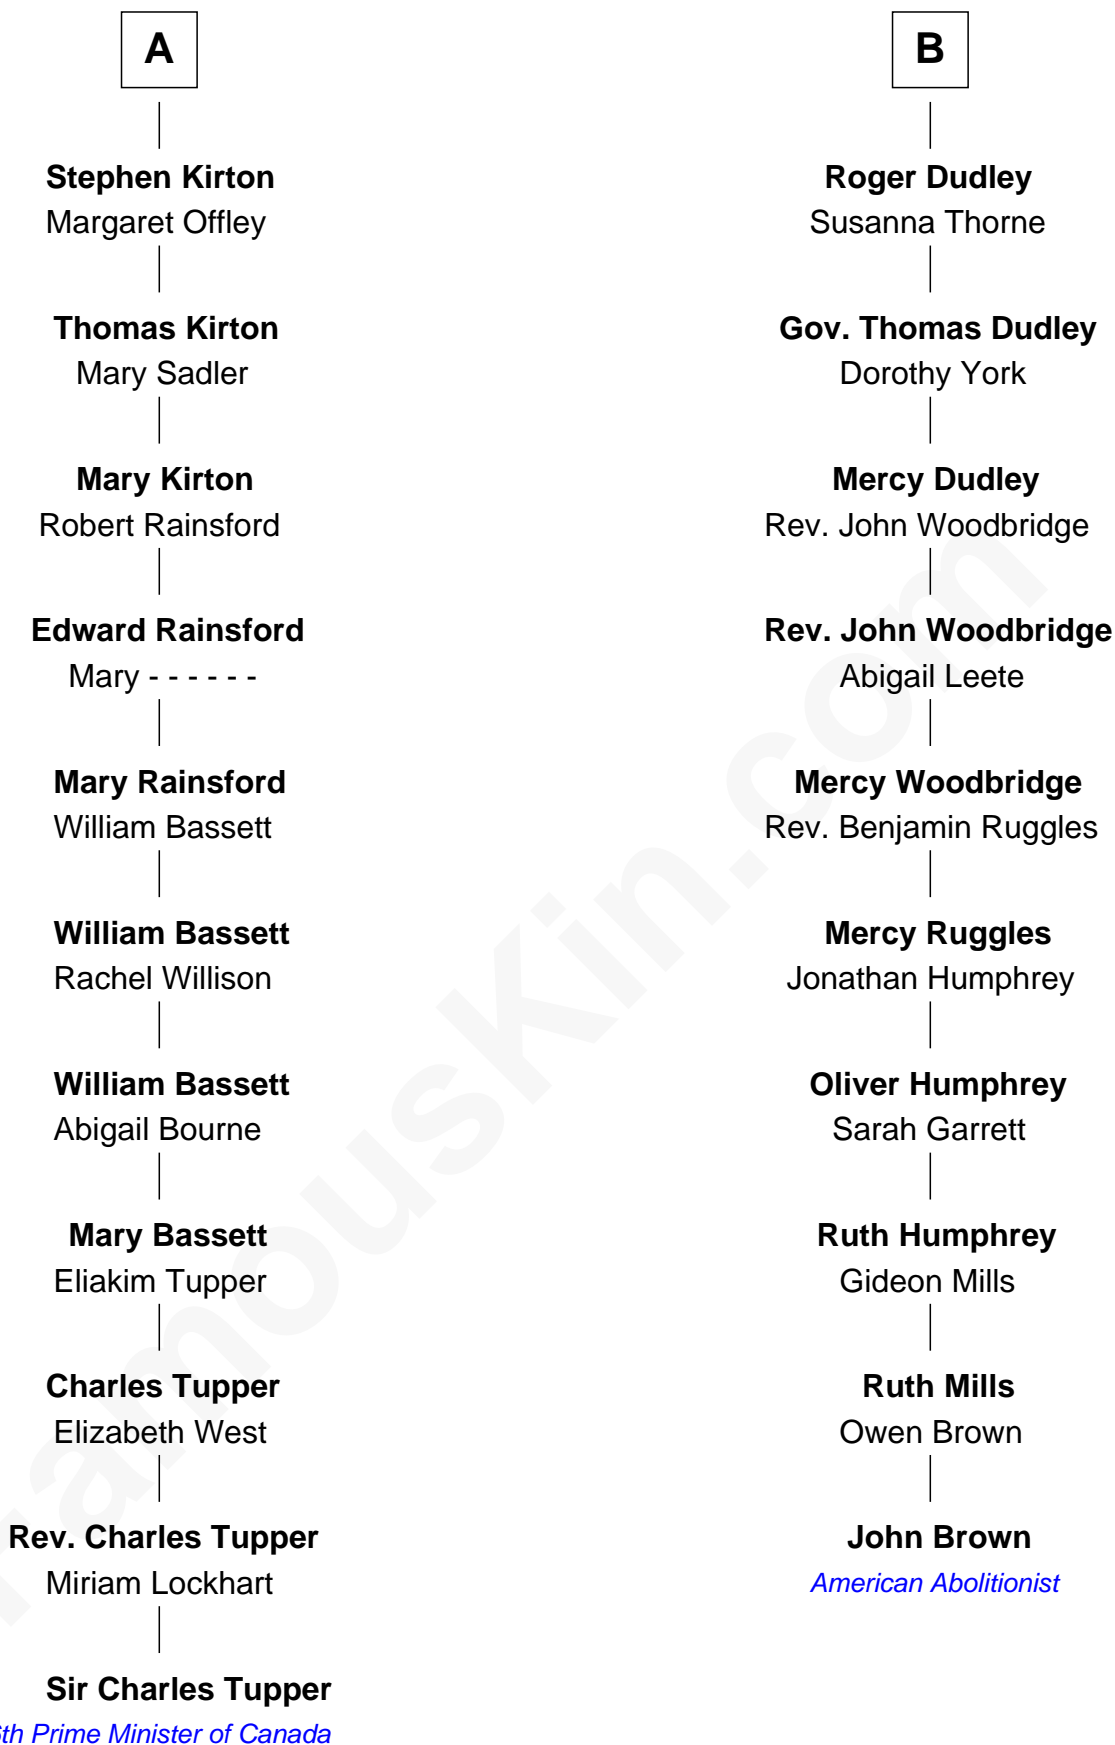 A
Stephen Kirton
Margaret Offley
Thomas Kirton
Mary Sadler
Mary Kirton
Robert Rainsford
Edward Rainsford
Mary - - - - - -
Mary Rainsford
William Bassett
William Bassett
Rachel Willison
William Bassett
Abigail Bourne
Mary Bassett
Eliakim Tupper
Charles Tupper
Elizabeth West
Rev. Charles Tupper
Miriam Lockhart
Sir Charles Tupper
6th Prime Minister of Canada
B
Roger Dudley
Susanna Thorne
Gov. Thomas Dudley
Dorothy York
Mercy Dudley
Rev. John Woodbridge
Rev. John Woodbridge
Abigail Leete
Mercy Woodbridge
Rev. Benjamin Ruggles
Mercy Ruggles
Jonathan Humphrey
Oliver Humphrey
Sarah Garrett
Ruth Humphrey
Gideon Mills
Ruth Mills
Owen Brown
John Brown
American Abolitionist
FamousKin.com